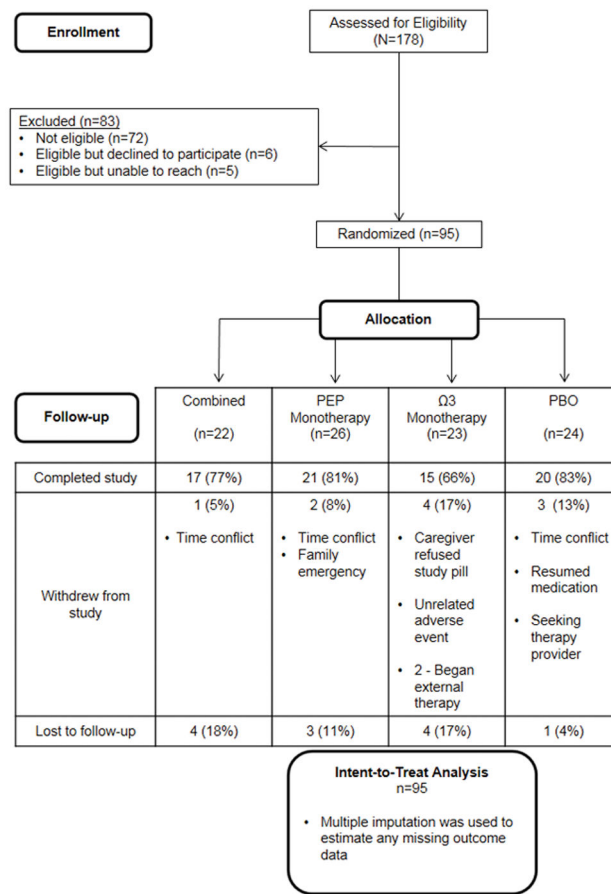 Enrollment
Assessed for Eligibility
(N=178)
Excluded (n=83)
• Not eligible (n=72)
• Eligible but declined to participate (n=6)
• Eligible but unable to reach (n=5)
Randomized (n=95)
Allocation
Follow-up
Combined
(n=22)
PEP
Monotherapy
(n=26)
Ω3
Monotherapy
(n=23)
PBO
(n=24)
Completed study
17 (77%)
21 (81%)
15 (66%)
20 (83%)
Withdrew from
study
1 (5%)
• Time conflict
2 (8%)
• Time conflict
• Family
emergency
4 (17%)
• Caregiver
refused
study pill
• Unrelated
adverse
event
• 2 - Began
external
therapy
3 (13%)
• Time conflict
• Resumed
medication
• Seeking
therapy
provider
Lost to follow-up
4 (18%)
3 (11%)
4 (17%)
1 (4%)
Intent-to-Treat Analysis
n=95
• Multiple imputation was used to
estimate any missing outcome
data